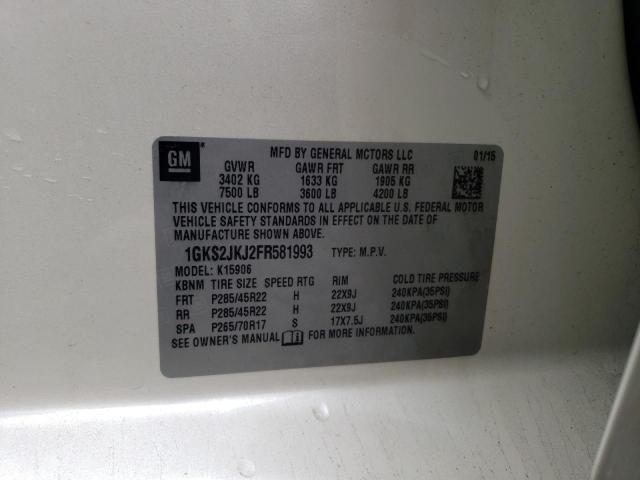 GM
MFD BY GENERAL MOTORS LLC 01/15
GVWR GAWR FRT GAWR RR
3402 KG 1633 KG 1905 KG
7500 LB 3600 LB 4200 LB
THIS VEHICLE CONFORMS TO ALL APPLICABLE U.S. FEDERAL MOTOR
VEHICLE SAFETY STANDARDS IN EFFECT ON THE DATE OF
MANUFACTURE SHOWN ABOVE.
1GKS2JKJ2FR581993 TYPE: M.P.V.
MODEL: K15906
KBNM TIRE SIZE SPEED RTG RIM COLD TIRE PRESSURE
FRT P285/45R22 H 22X9J 240KPA(35PSI)
RR P285/45R22 H 22X9J 240KPA(35PSI)
SPA P265/70R17 S 17X7.5J 240KPA(35PSI)
SEE OWNER'S MANUAL FOR MORE INFORMATION.